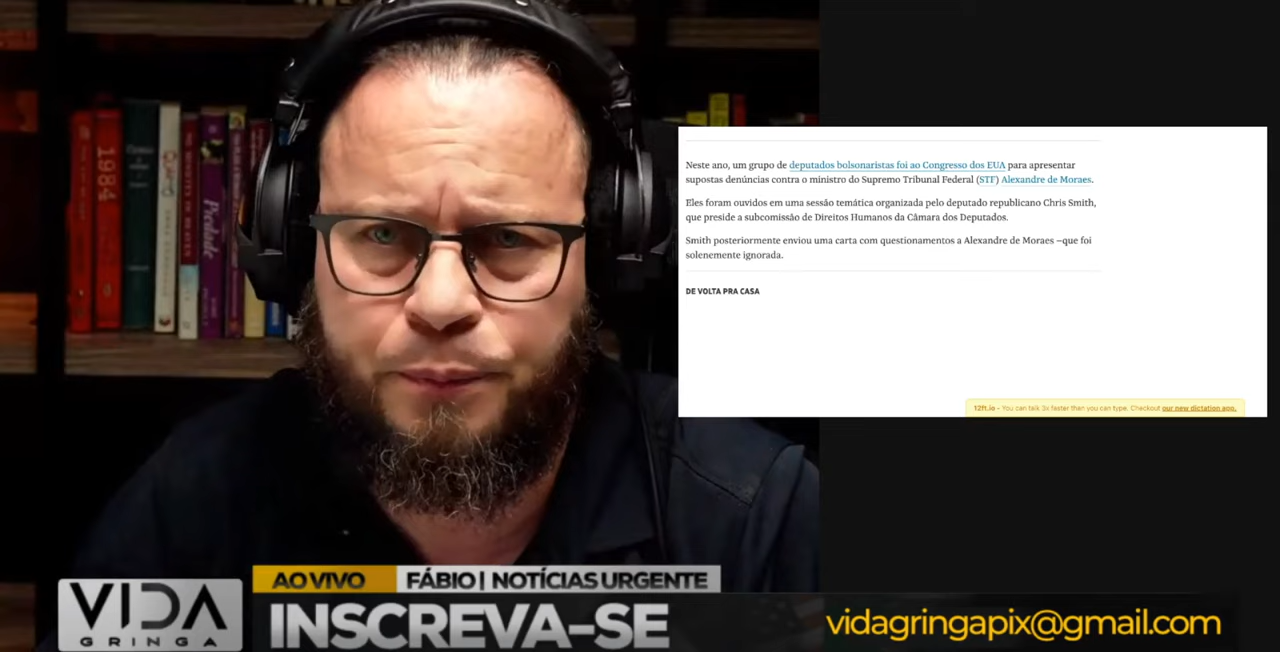 1984
Piedade
Neste ano, um grupo de deputados bolsonaristas foi ao Congresso dos EUA para apresentar
supostas denúncias contra o ministro do Supremo Tribunal Federal (STF) Alexandre de Moraes.
Eles foram ouvidos em uma sessão temática organizada pelo deputado republicano Chris Smith,
que preside a subcomissão de Direitos Humanos da Câmara dos Deputados.
Smith posteriormente enviou uma carta com questionamentos a Alexandre de Moraes —que foi
solenemente ignorada.
DE VOLTA PRA CASA
12ft.io - You can talk 3x faster than you can type. Checkout our new dictation app.
AO VIVO FÁBIO | NOTÍCIAS URGENTE
VIDA
GRINGA
INSCREVA-SE
vidagringapix@gmail.com